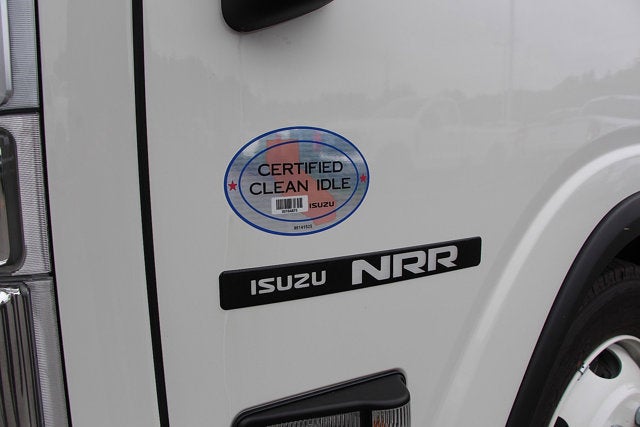 CERTIFIED
CLEAN IDLE
ISUZU
ISUZU NRR